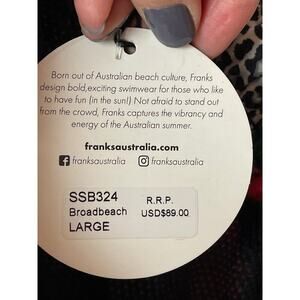 Born out of Australian beach culture, Franks
design bold,exciting swimwear for those who like
to have fun (in the sun!) Not afraid to stand out
from the crowd, Franks captures the vibrancy and
energy of the Australian summer.
franksaustralia.com
franksaustralia franksaustralia
SSB324 R.R.P.
Broadbeach USD$89.00
LARGE